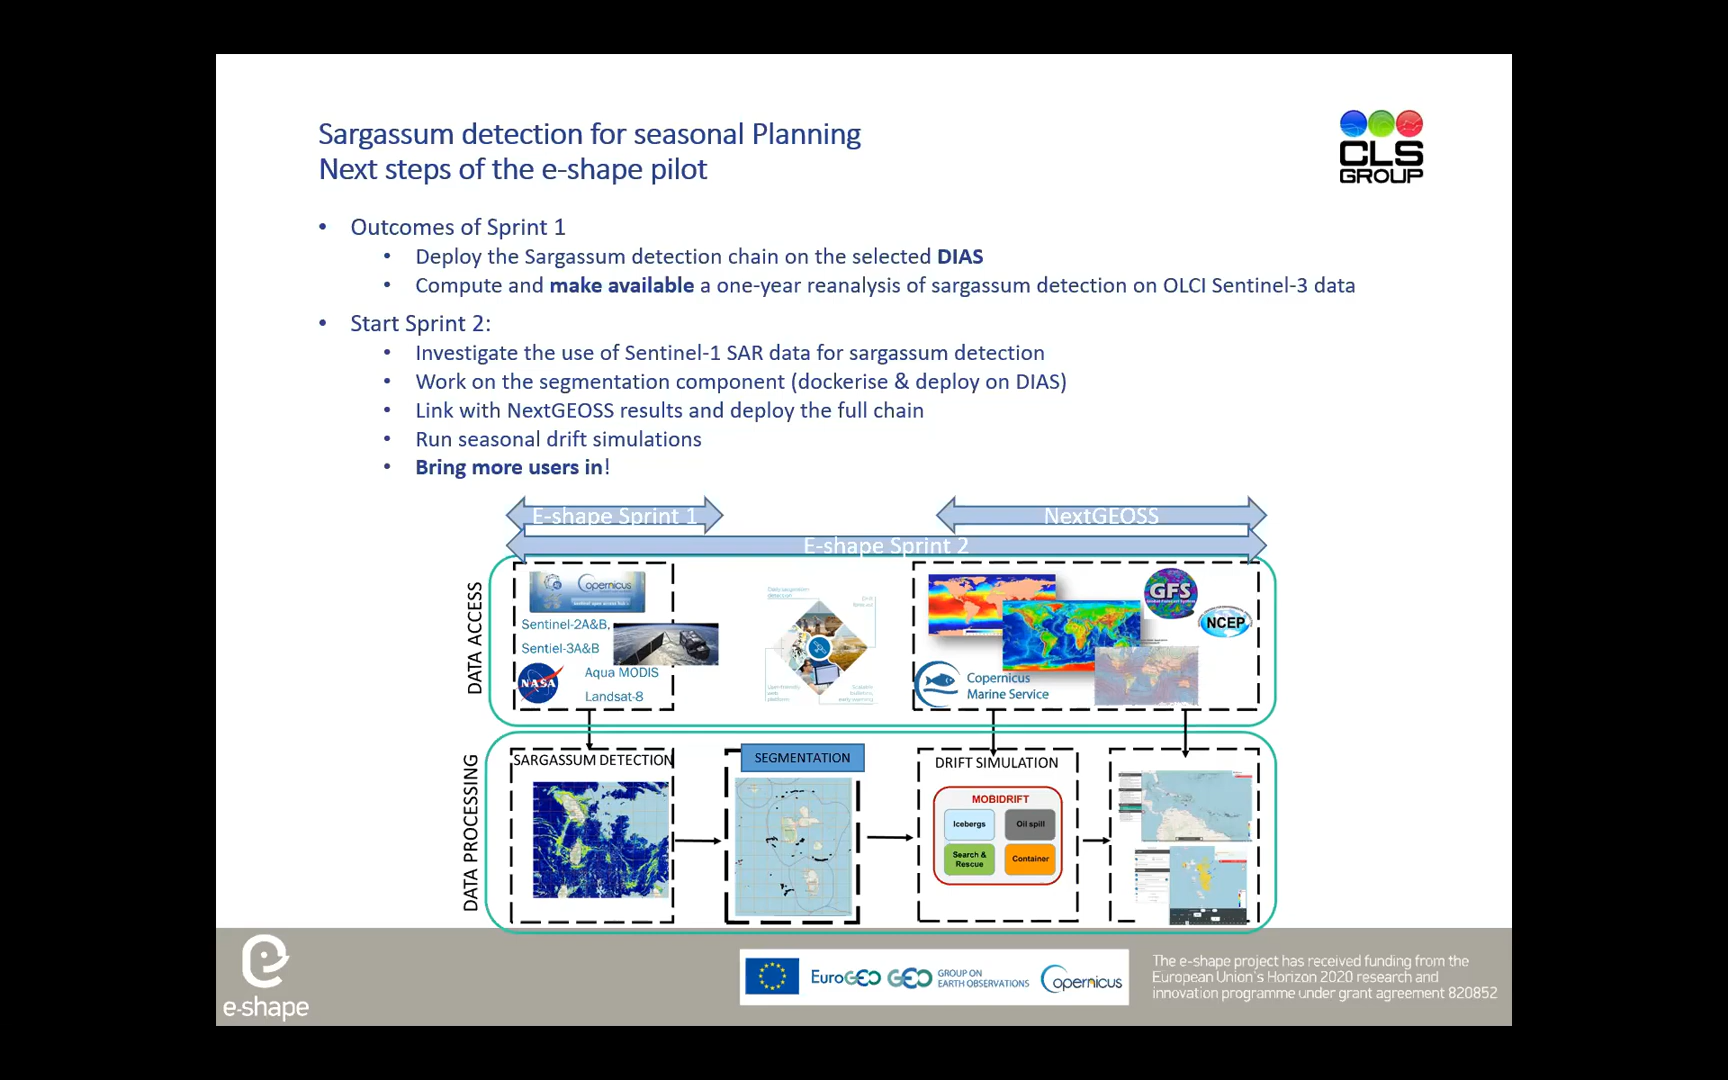 Sargassum detection for seasonal Planning
Next steps of the e-shape pilot
CLS
GROUP
• Outcomes of Sprint 1
• Deploy the Sargassum detection chain on the selected DIAS
• Compute and make available a one-year reanalysis of sargassum detection on OLCI Sentinel-3 data
• Start Sprint 2:
• Investigate the use of Sentinel-1 SAR data for sargassum detection
• Work on the segmentation component (dockerise & deploy on DIAS)
• Link with NextGEOSS results and deploy the full chain
• Run seasonal drift simulations
• Bring more users in!
E-shape Sprint 1
NextGEOSS
E-shape Sprint 2
DATA ACCESS
Copernicus
Sentinel-2A&B,
Sentiel-3A&B
NASA
Aqua MODIS
Landsat-8
GFS
NCEP
Copernicus
Marine Service
DATA PROCESSING
SARGASSUM DETECTION
SEGMENTATION
DRIFT SIMULATION
MOBIDRIFT
Icebergs
Oil spill
Search &
Rescue
Container
e-shape
EuroGEO
GEO
GROUP ON
EARTH OBSERVATIONS
Copernicus
The e-shape project has received funding from the
European Union's Horizon 2020 research and
innovation programme under grant agreement 820852